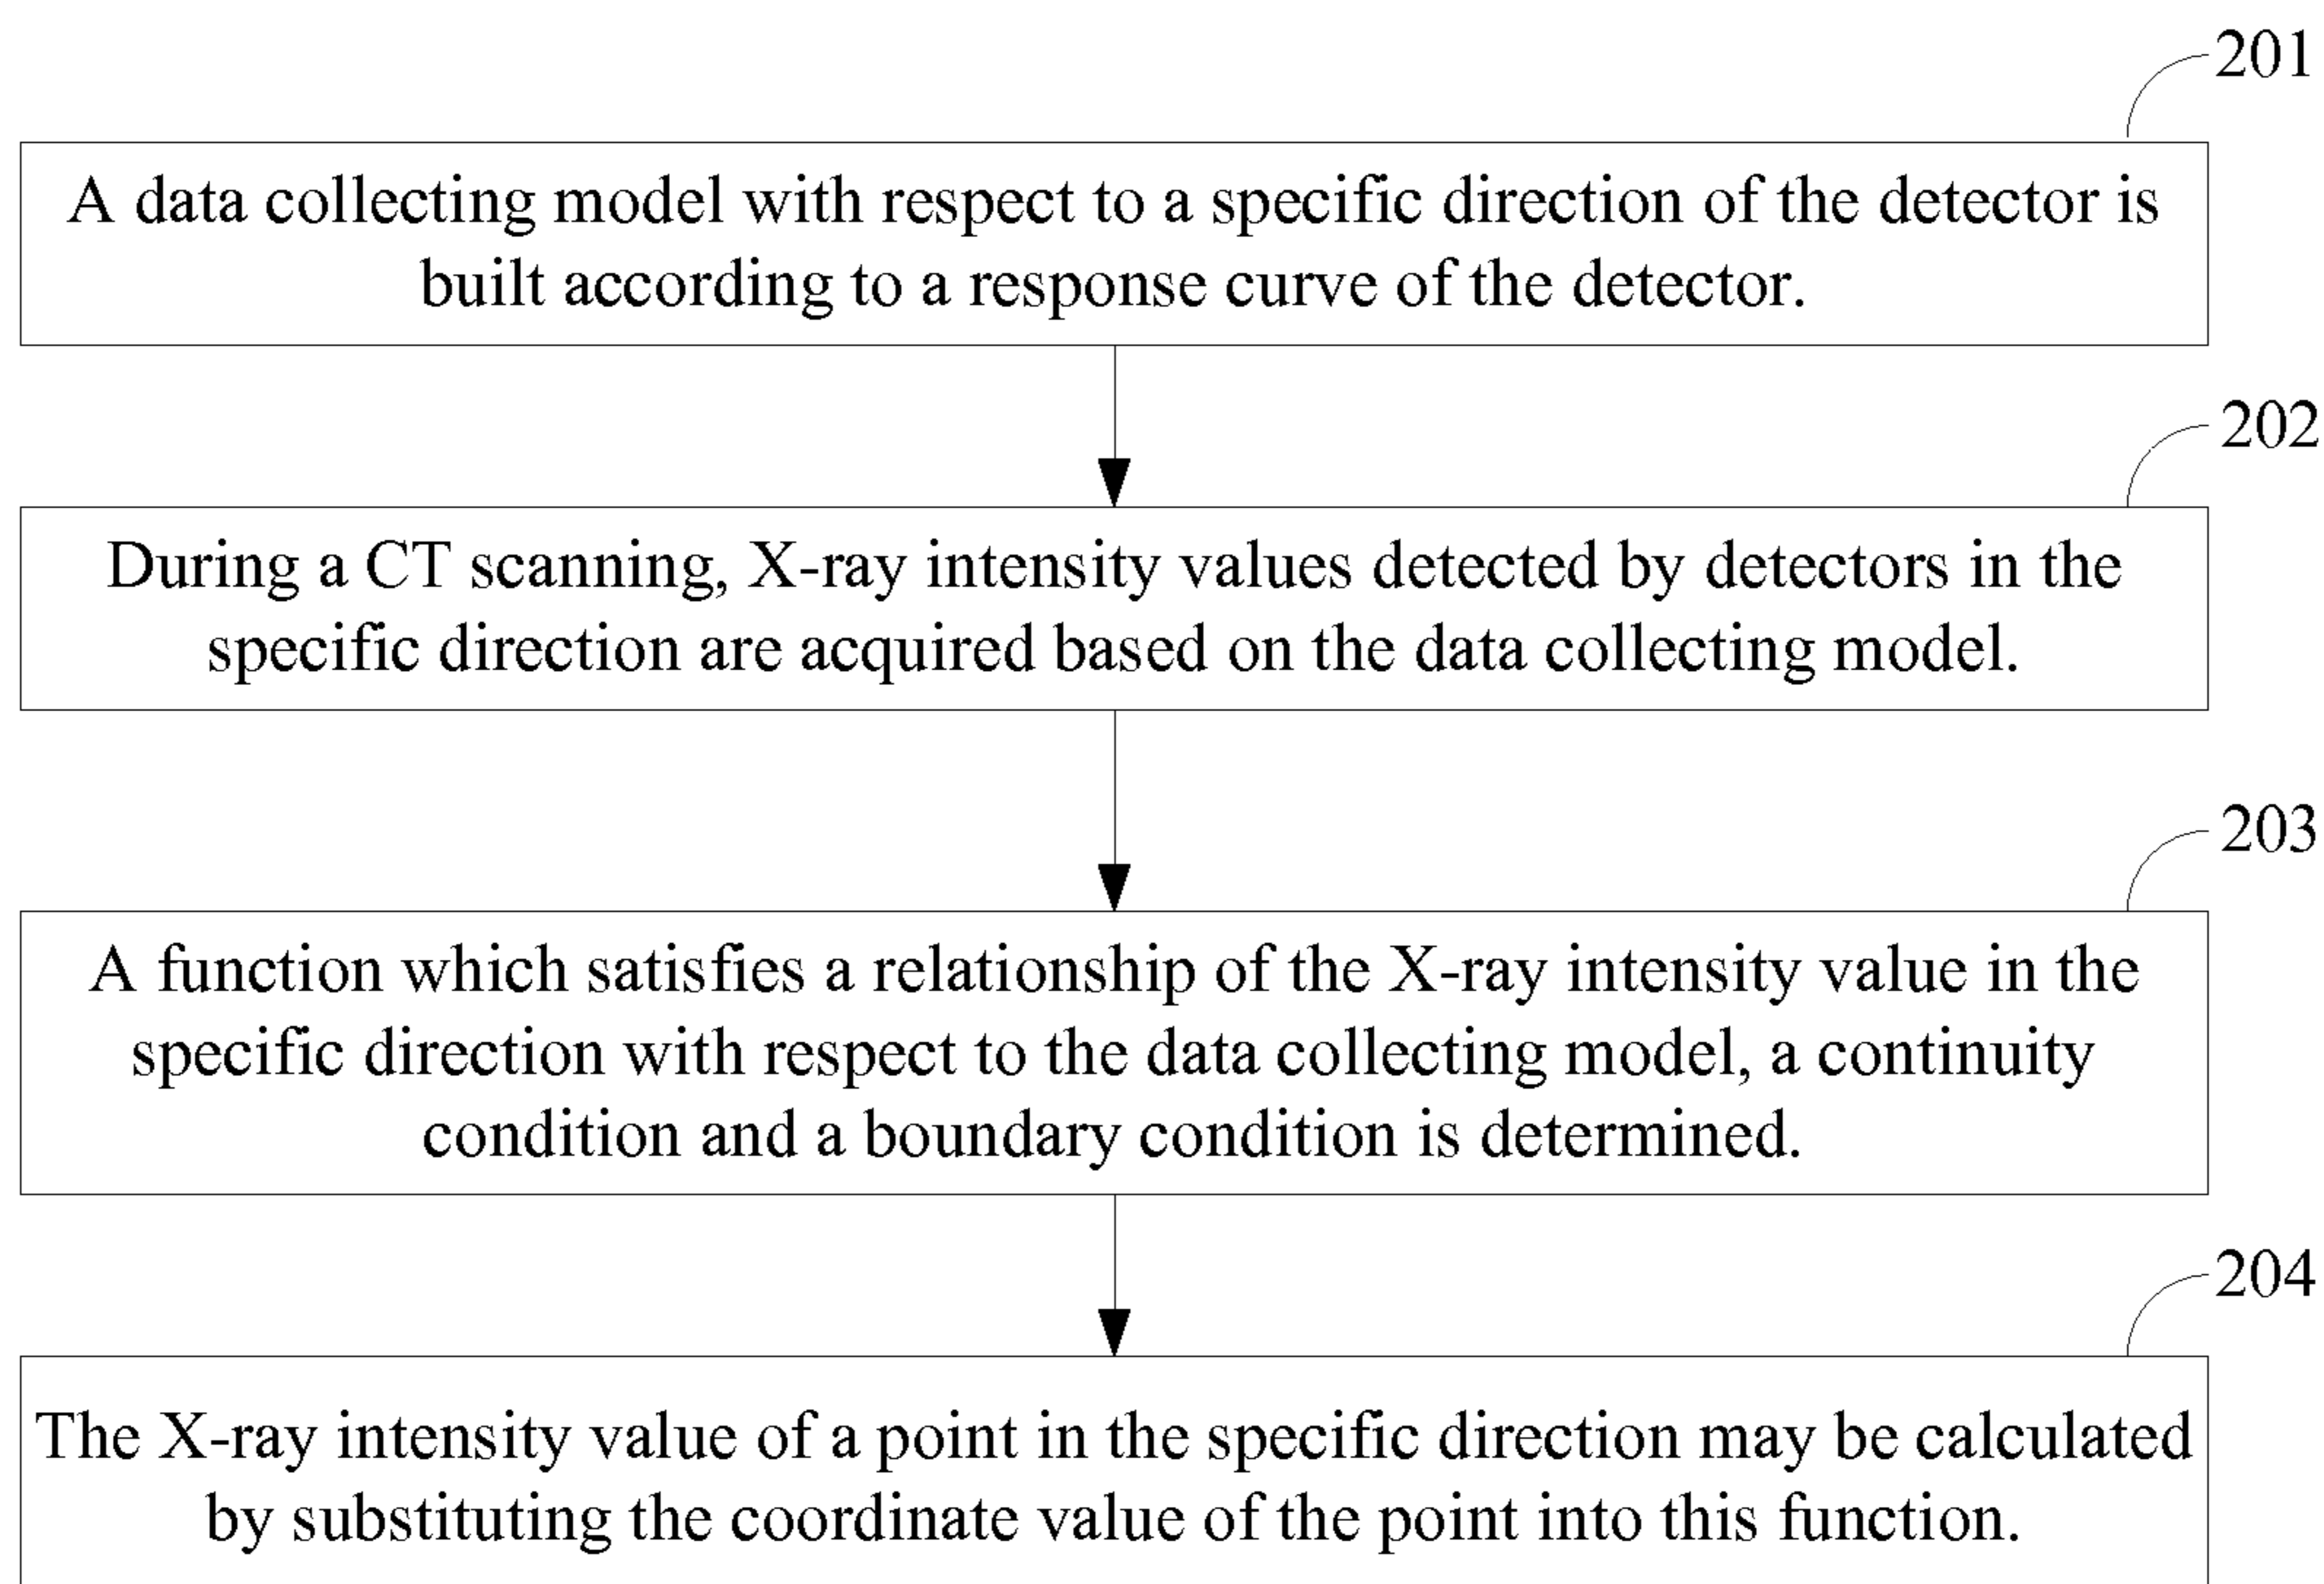 201
A data collecting model with respect to a specific direction of the detector is
built according to a response curve of the detector.
202
During a CT scanning, X-ray intensity values detected by detectors in the
specific direction are acquired based on the data collecting model.
203
A function which satisfies a relationship of the X-ray intensity value in the
specific direction with respect to the data collecting model, a continuity
condition and a boundary condition is determined.
204
The X-ray intensity value of a point in the specific direction may be calculated
by substituting the coordinate value of the point into this function.